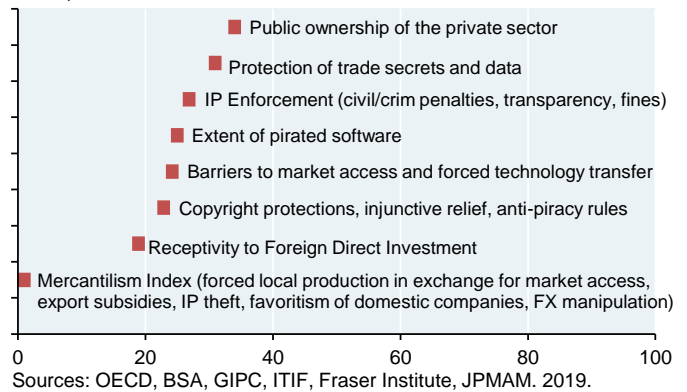 Public ownership of the private sector
Protection of trade secrets and data
IP Enforcement (civil/crim penalties, transparency, fines)
Extent of pirated software
Barriers to market access and forced technology transfer
Copyright protections, injunctive relief, anti-piracy rules
Receptivity to Foreign Direct Investment
Mercantilism Index (forced local production in exchange for market access,
export subsidies, IP theft, favoritism of domestic companies, FX manipulation)
0 20 40 60 80 100
Sources: OECD, BSA, GIPC, ITIF, Fraser Institute, JPMAM. 2019.